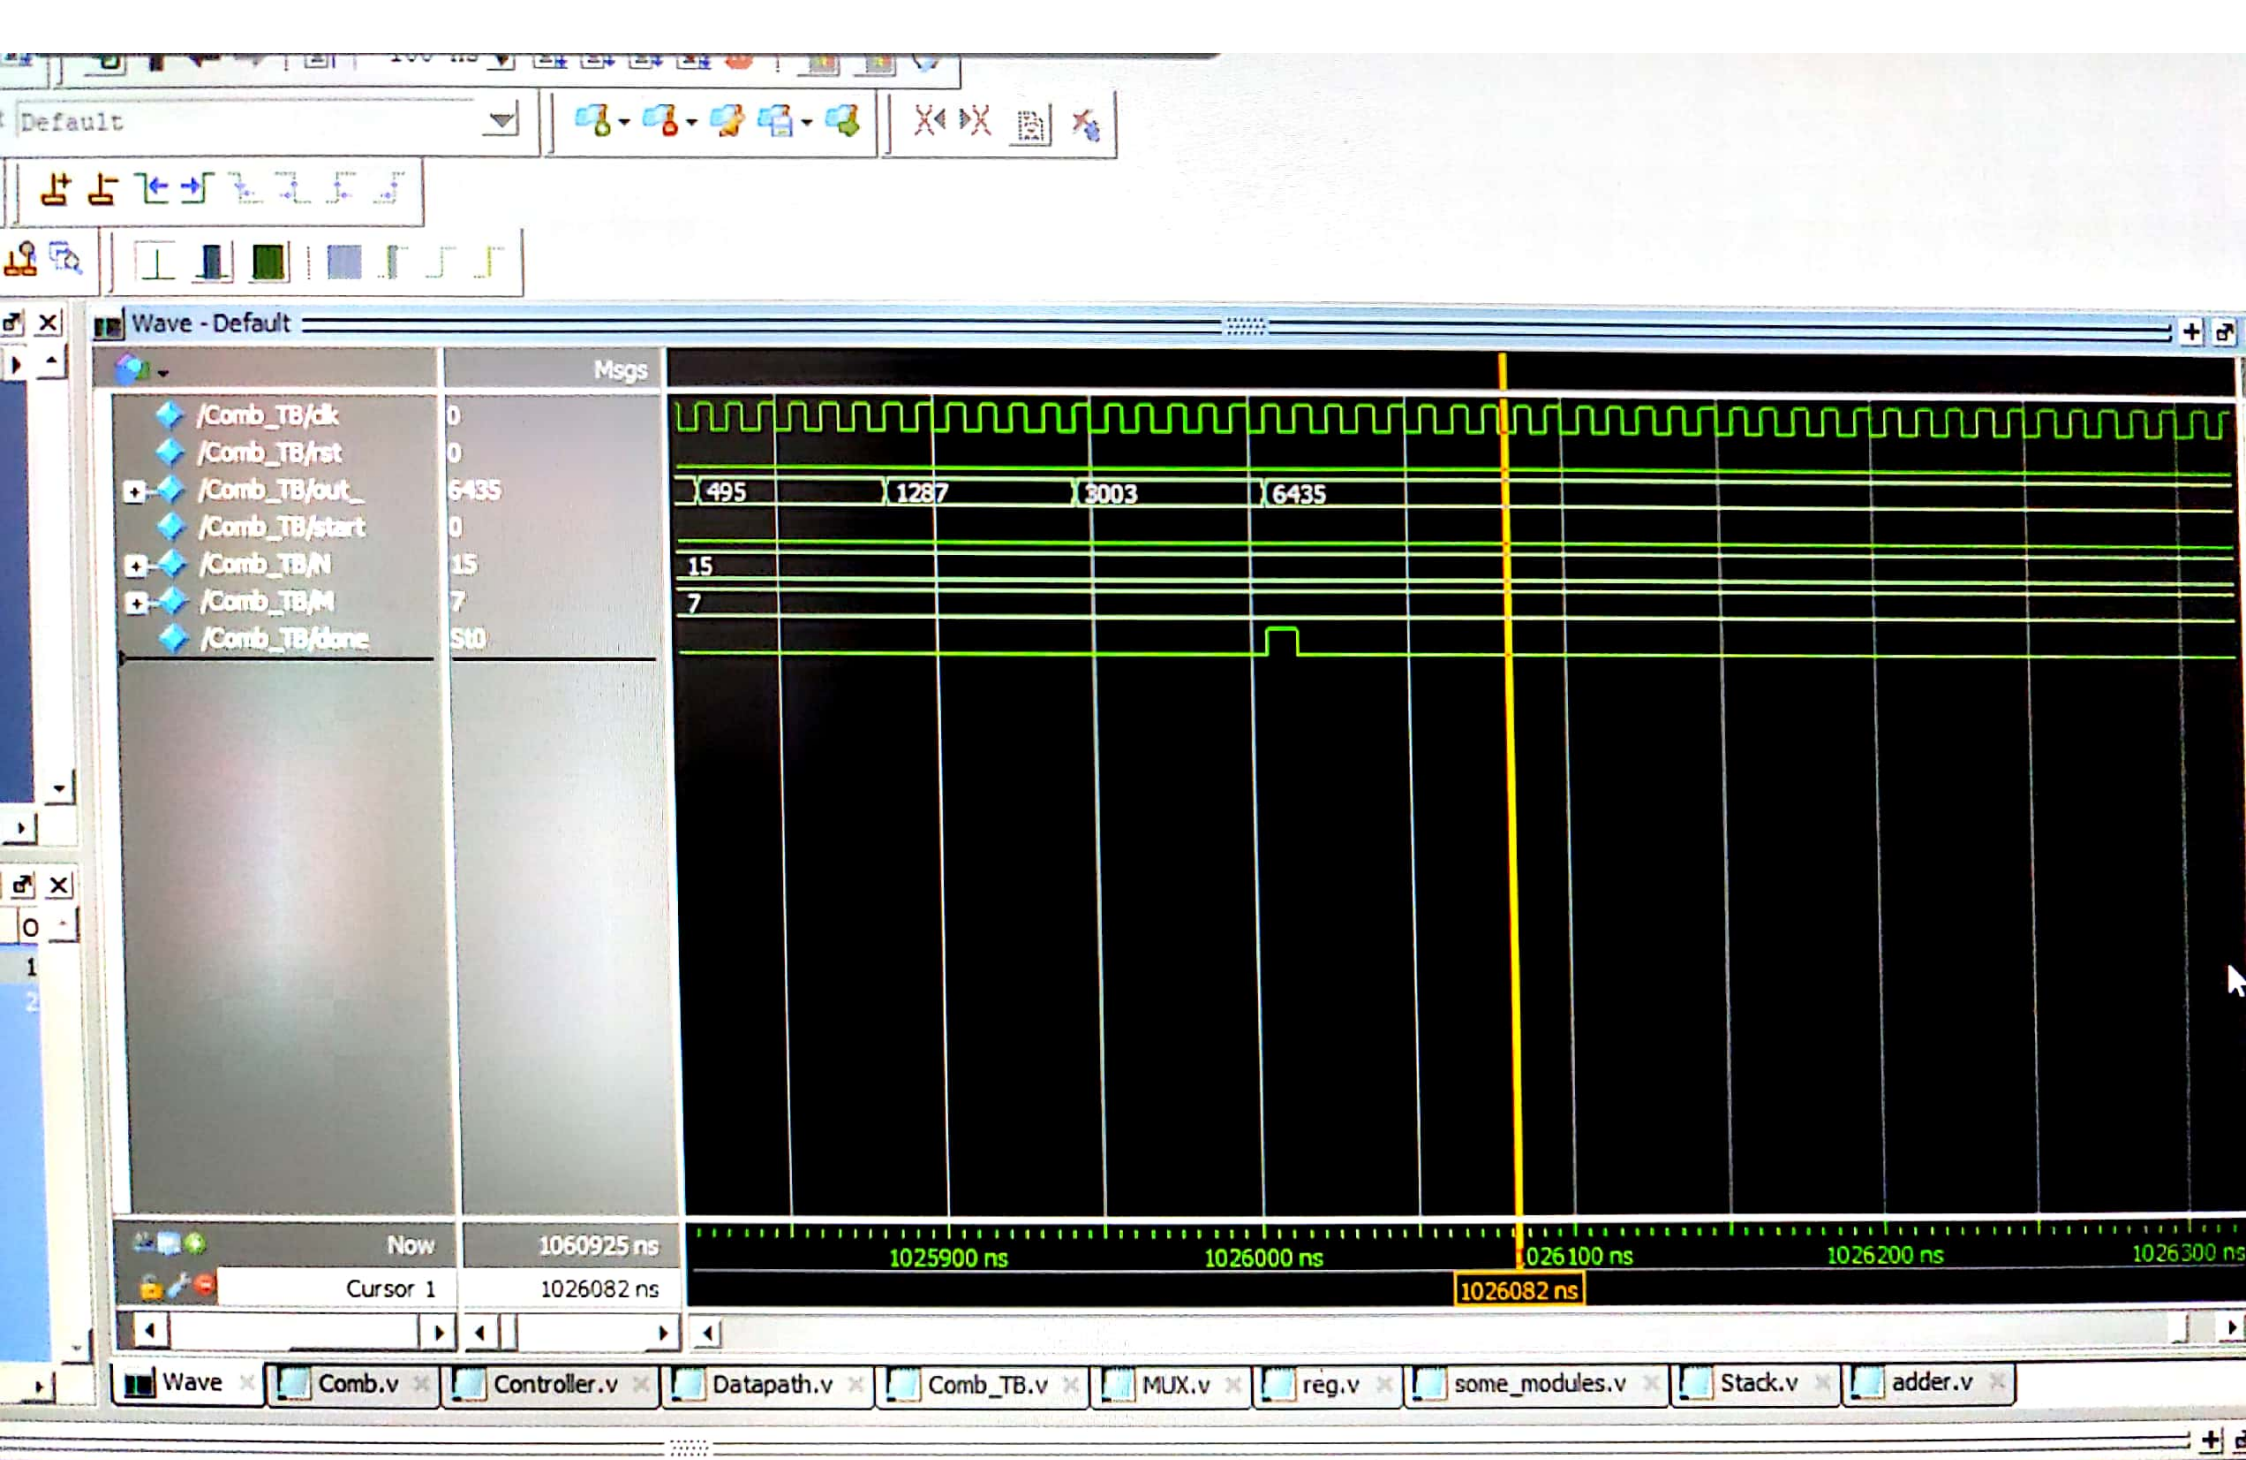 100 ns
Default
Wave - Default
Msgs
/Comb_TB/clk 0
/Comb_TB/rst 0
/Comb_TB/out_ 6435 495 1287 3003 6435
/Comb_TB/start 0
/Comb_TB/N 15 15
/Comb_TB/M 7 7
/Comb_TB/done St0
0
1
2
Now 1060925 ns 1025900 ns 1026000 ns 1026100 ns 1026200 ns 1026300 ns
Cursor 1 1026082 ns 1026082 ns
Wave Comb.v Controller.v Datapath.v Comb_TB.v MUX.v reg.v some_modules.v Stack.v adder.v